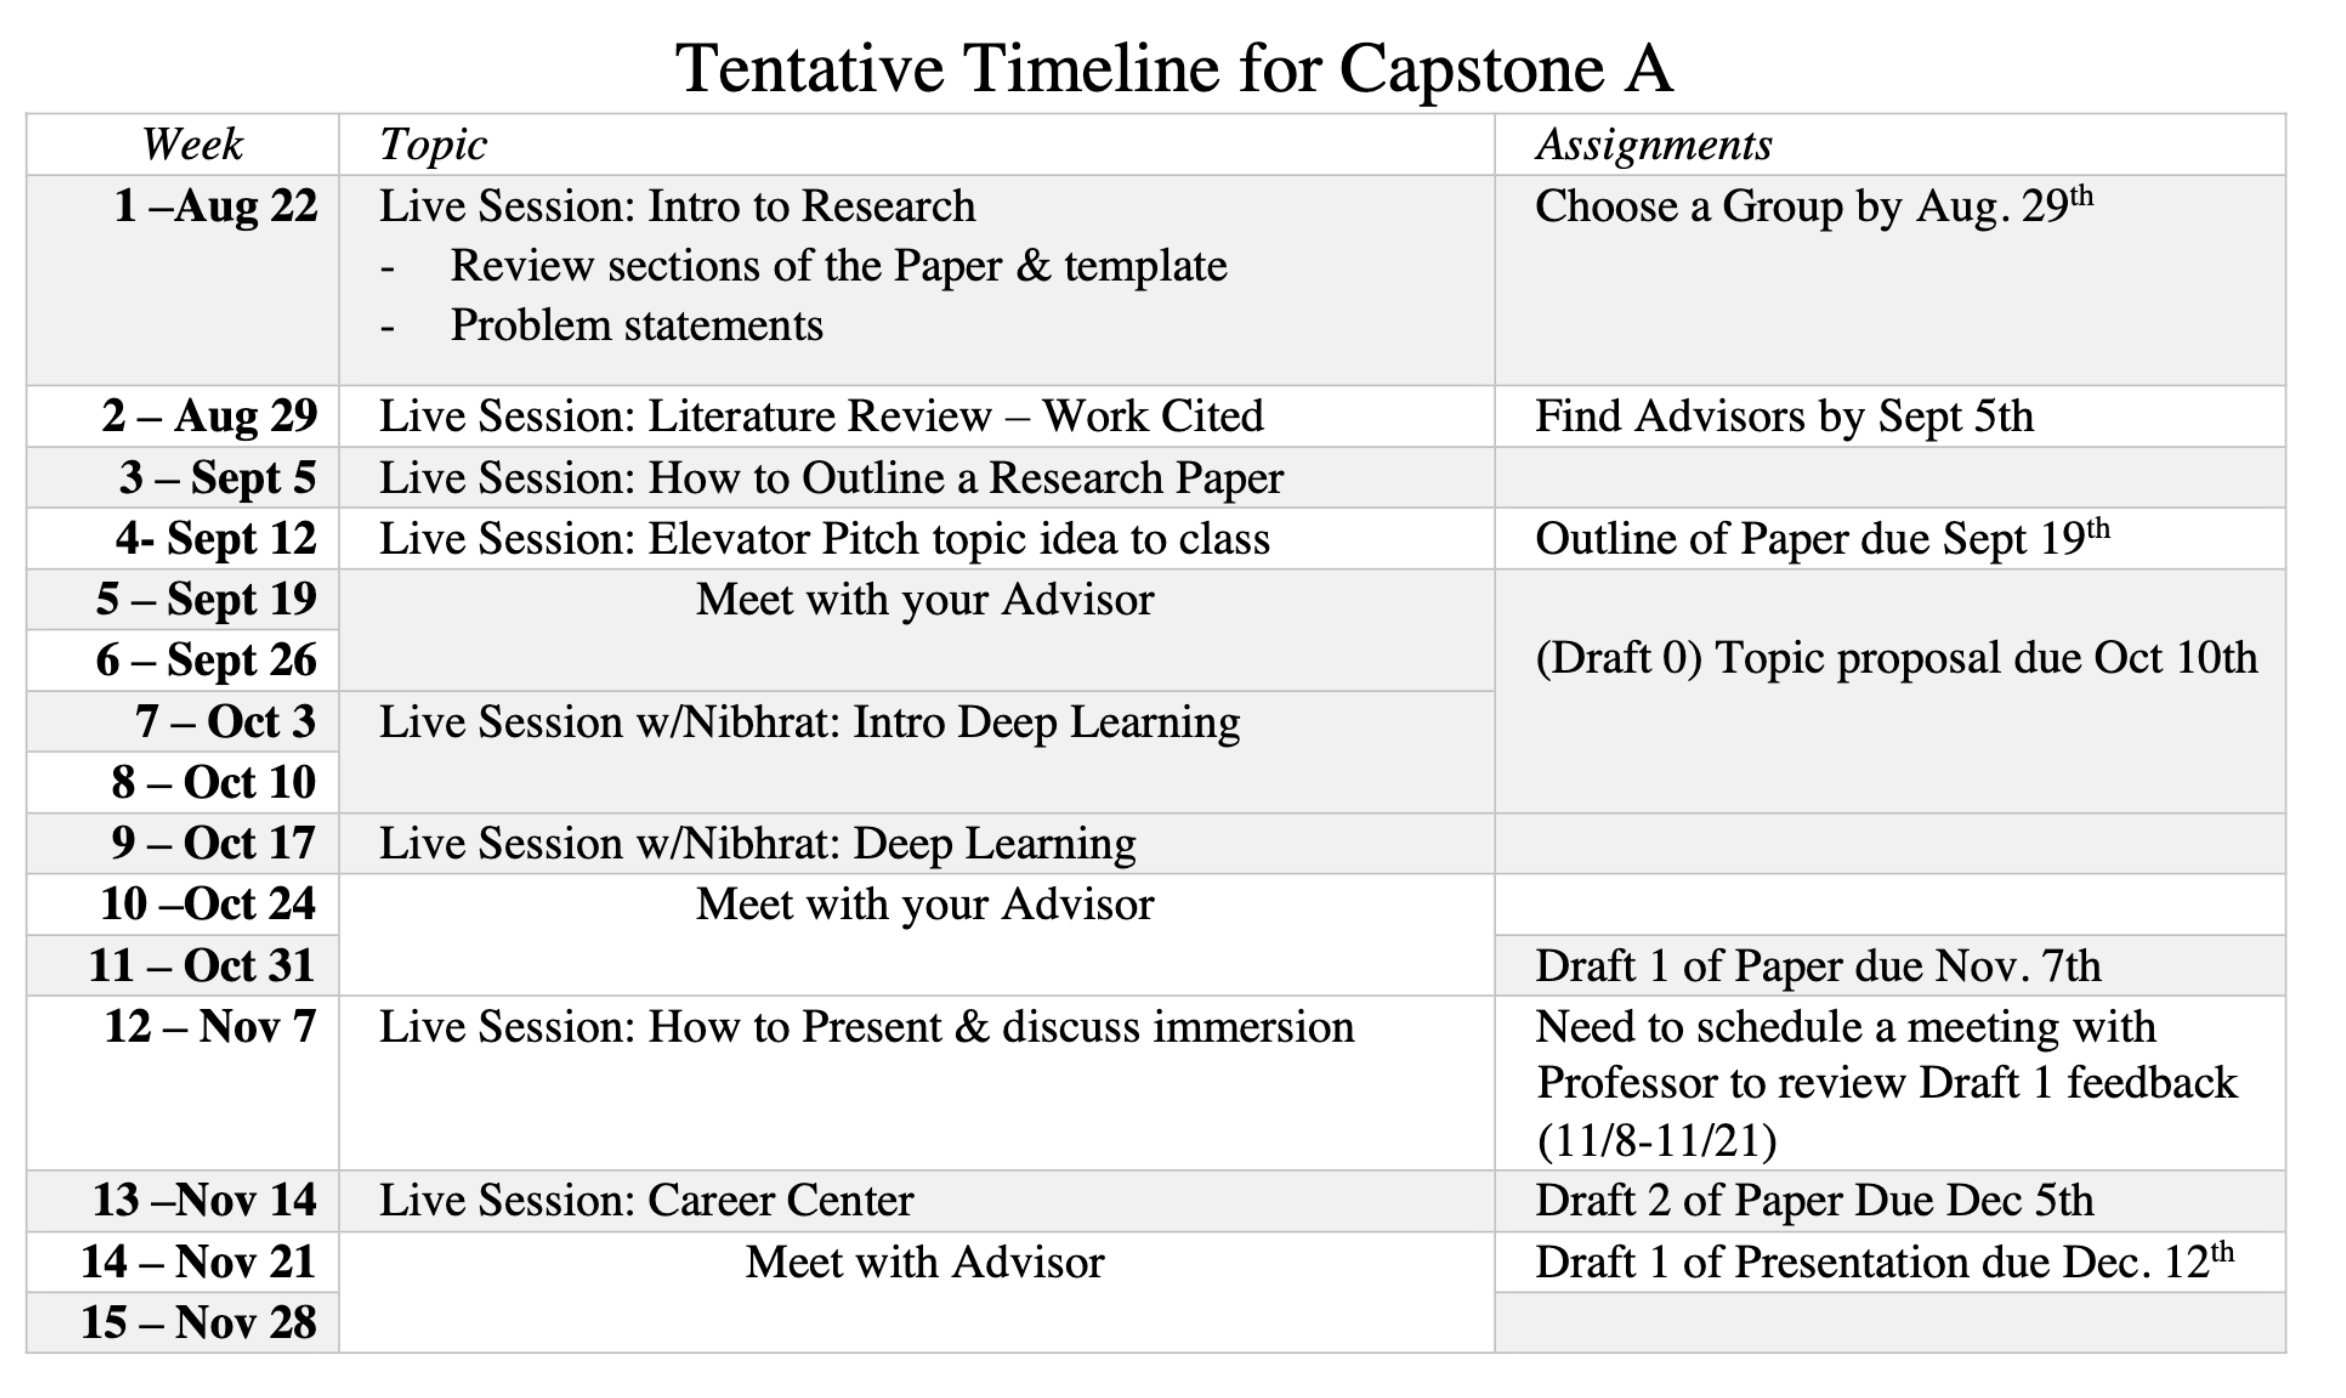 Tentative Timeline for Capstone A
Week Topic Assignments
1 –Aug 22 Live Session: Intro to Research Choose a Group by Aug. 29th
- Review sections of the Paper & template
- Problem statements
2 – Aug 29 Live Session: Literature Review – Work Cited Find Advisors by Sept 5th
3 – Sept 5 Live Session: How to Outline a Research Paper
4- Sept 12 Live Session: Elevator Pitch topic idea to class Outline of Paper due Sept 19th
5 – Sept 19 Meet with your Advisor
6 – Sept 26 (Draft 0) Topic proposal due Oct 10th
7 – Oct 3 Live Session w/Nibhrat: Intro Deep Learning
8 – Oct 10
9 – Oct 17 Live Session w/Nibhrat: Deep Learning
10 –Oct 24 Meet with your Advisor
11 – Oct 31 Draft 1 of Paper due Nov. 7th
12 – Nov 7 Live Session: How to Present & discuss immersion Need to schedule a meeting with
Professor to review Draft 1 feedback
(11/8-11/21)
13 –Nov 14 Live Session: Career Center Draft 2 of Paper Due Dec 5th
14 – Nov 21 Meet with Advisor Draft 1 of Presentation due Dec. 12th
15 – Nov 28